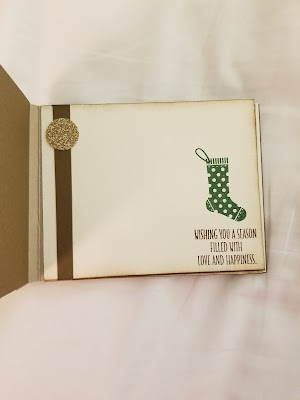 WISHING YOU A SEASON
FILLED WITH
LOVE AND HAPPINESS.